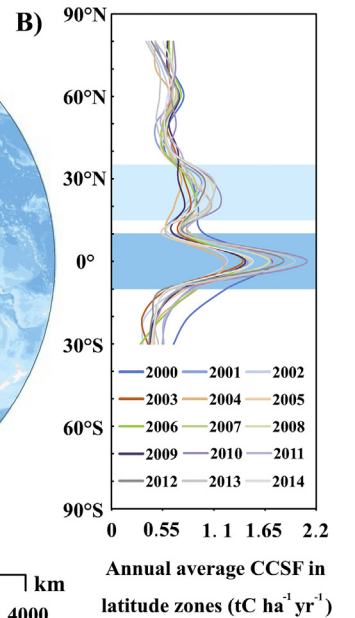 B)
90°N
60°N
30°N
0°
30°S
60°S
90°S
2000 2001 2002
2003 2004 2005
2006 2007 2008
2009 2010 2011
2012 2013 2014
0 0.55 1.1 1.65 2.2
Annual average CCSF in
latitude zones (tC ha⁻¹ yr⁻¹)
km
4000